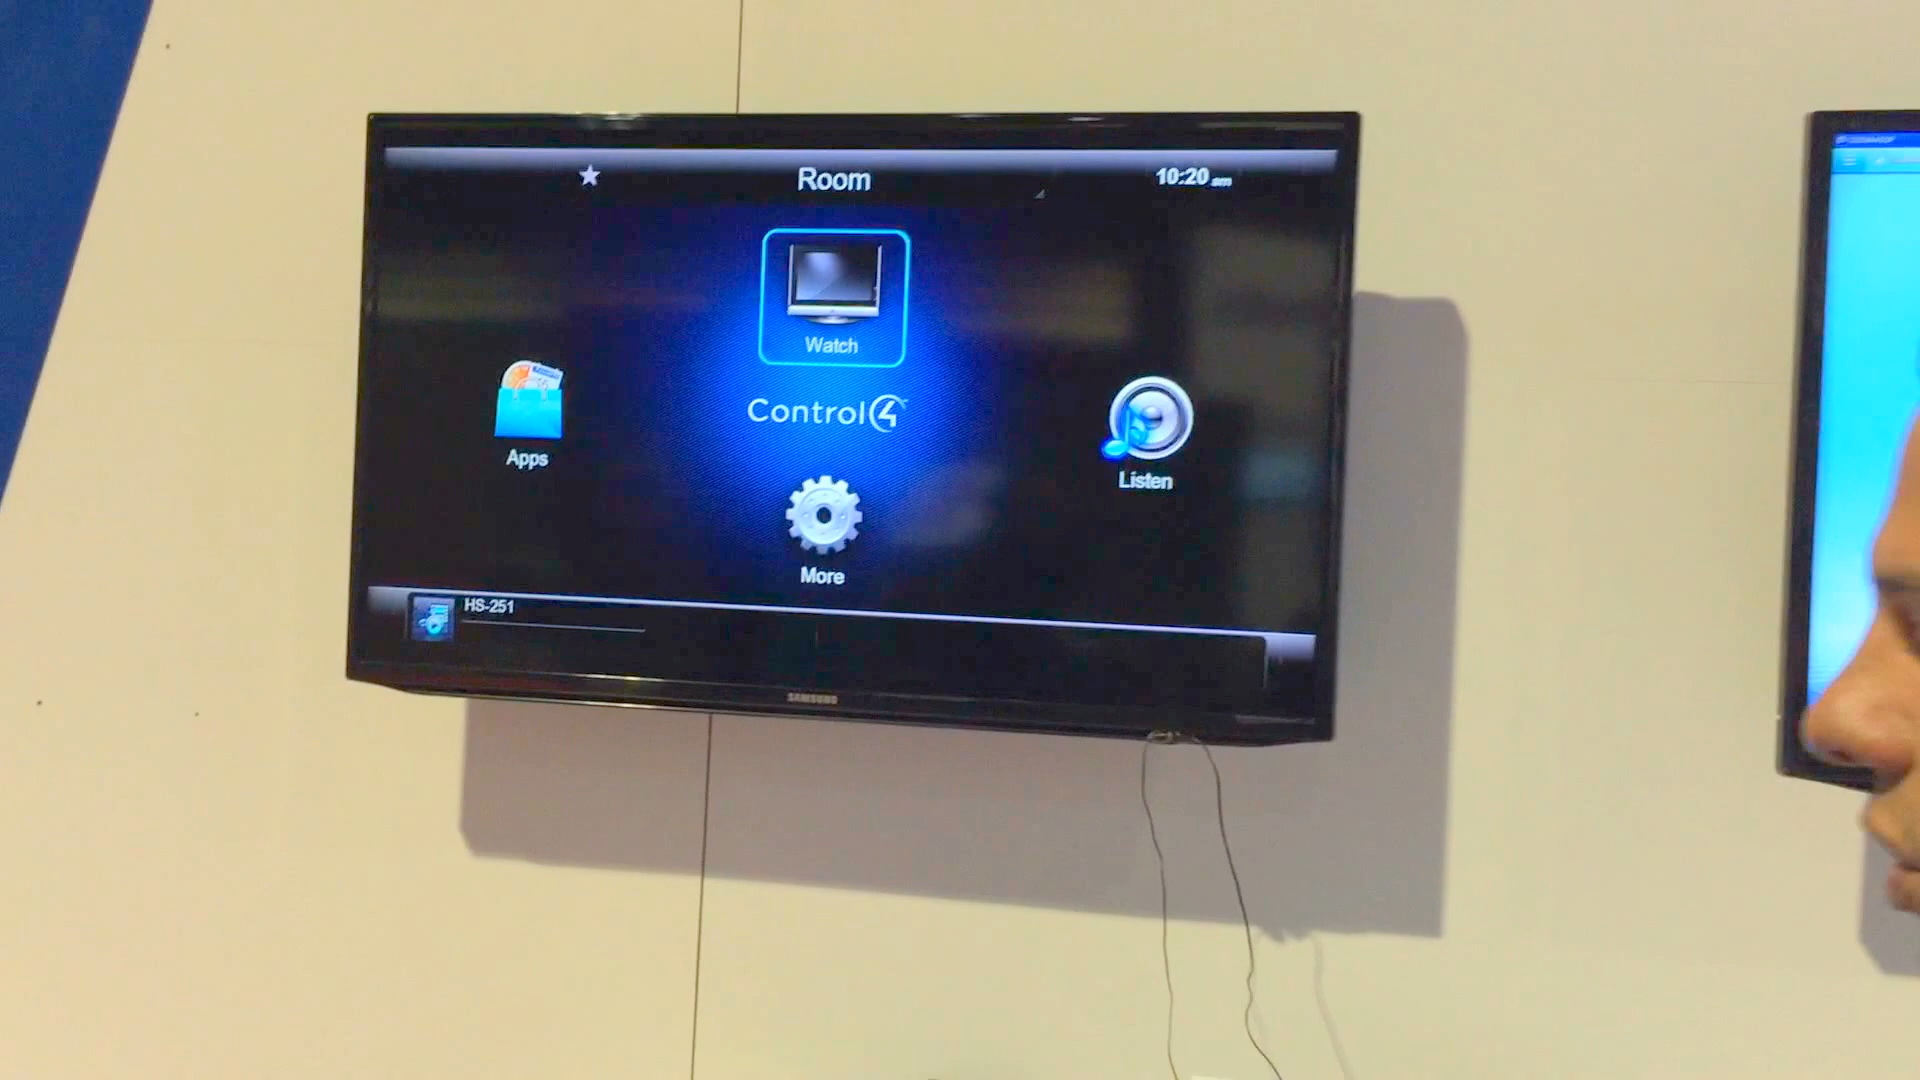 Room
10:20 am
Watch
Control4
Apps
Listen
More
HS-251
SAMSUNG